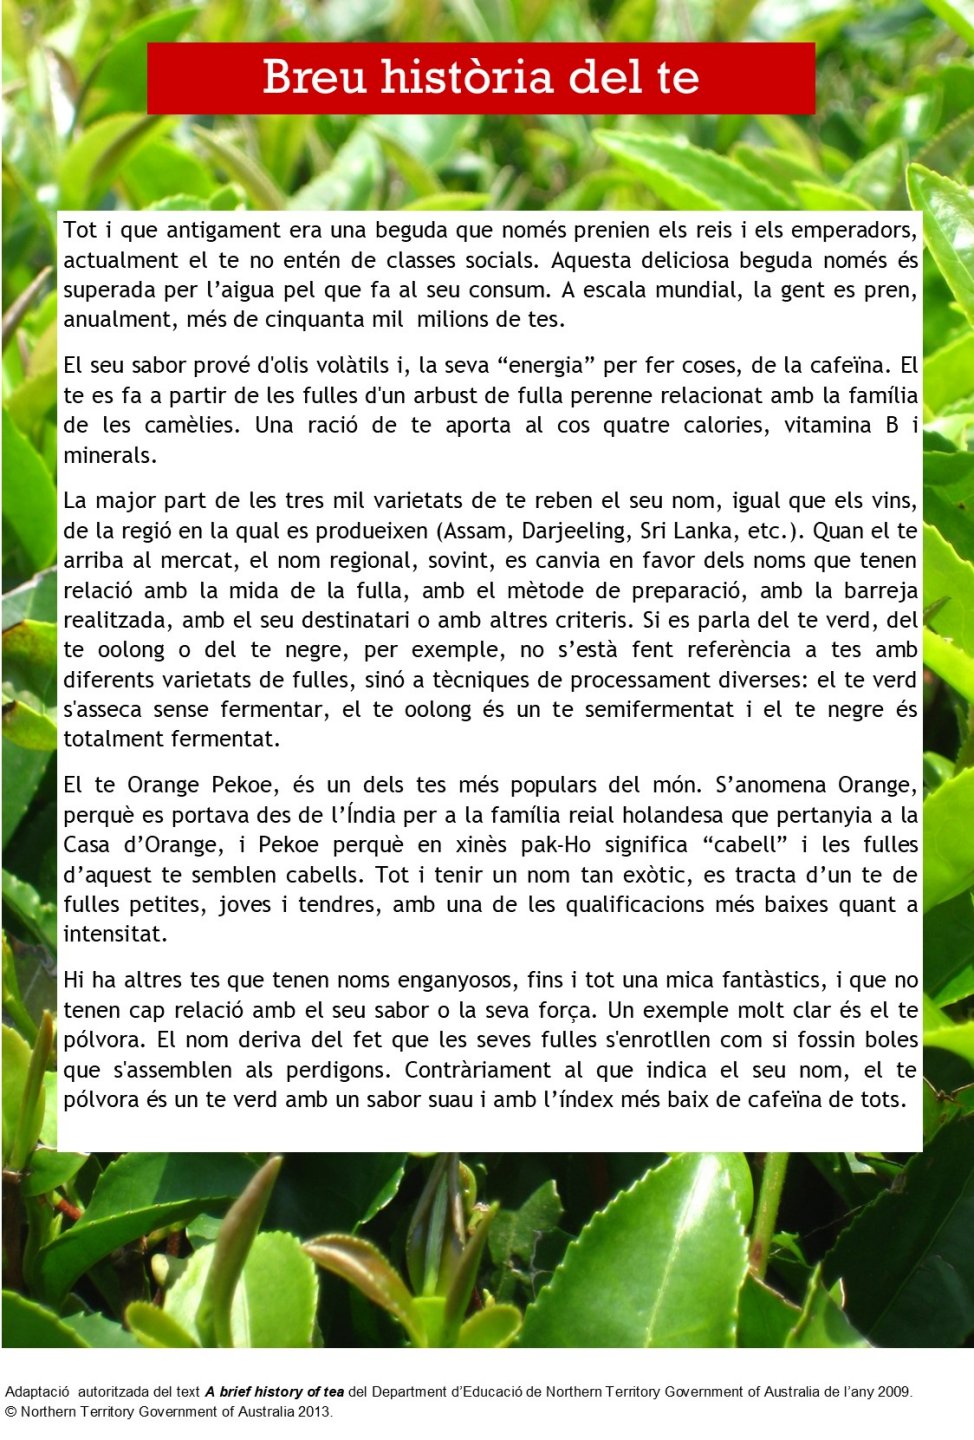 Breu història del te
Tot i que antigament era una beguda que només prenien els reis i els emperadors,
actualment el te no entén de classes socials. Aquesta deliciosa beguda només és
superada per l’aigua pel que fa al seu consum. A escala mundial, la gent es pren,
anualment, més de cinquanta mil  milions de tes.
El seu sabor prové d'olis volàtils i, la seva “energia” per fer coses, de la cafeïna. El
te es fa a partir de les fulles d'un arbust de fulla perenne relacionat amb la família
de les camèlies. Una ració de te aporta al cos quatre calories, vitamina B i
minerals.
La major part de les tres mil varietats de te reben el seu nom, igual que els vins,
de la regió en la qual es produeixen (Assam, Darjeeling, Sri Lanka, etc.). Quan el te
arriba al mercat, el nom regional, sovint, es canvia en favor dels noms que tenen
relació amb la mida de la fulla, amb el mètode de preparació, amb la barreja
realitzada, amb el seu destinatari o amb altres criteris. Si es parla del te verd, del
te oolong o del te negre, per exemple, no s’està fent referència a tes amb
diferents varietats de fulles, sinó a tècniques de processament diverses: el te verd
s'asseca sense fermentar, el te oolong és un te semifermentat i el te negre és
totalment fermentat.
El te Orange Pekoe, és un dels tes més populars del món. S’anomena Orange,
perquè es portava des de l’Índia per a la família reial holandesa que pertanyia a la
Casa d’Orange, i Pekoe perquè en xinès pak-Ho significa “cabell” i les fulles
d’aquest te semblen cabells. Tot i tenir un nom tan exòtic, es tracta d’un te de
fulles petites, joves i tendres, amb una de les qualificacions més baixes quant a
intensitat.
Hi ha altres tes que tenen noms enganyosos, fins i tot una mica fantàstics, i que no
tenen cap relació amb el seu sabor o la seva força. Un exemple molt clar és el te
pólvora. El nom deriva del fet que les seves fulles s'enrotllen com si fossin boles
que s'assemblen als perdigons. Contràriament al que indica el seu nom, el te
pólvora és un te verd amb un sabor suau i amb l’índex més baix de cafeïna de tots.
Adaptació  autoritzada del text A brief history of tea del Department d’Educació de Northern Territory Government of Australia de l’any 2009.
© Northern Territory Government of Australia 2013.